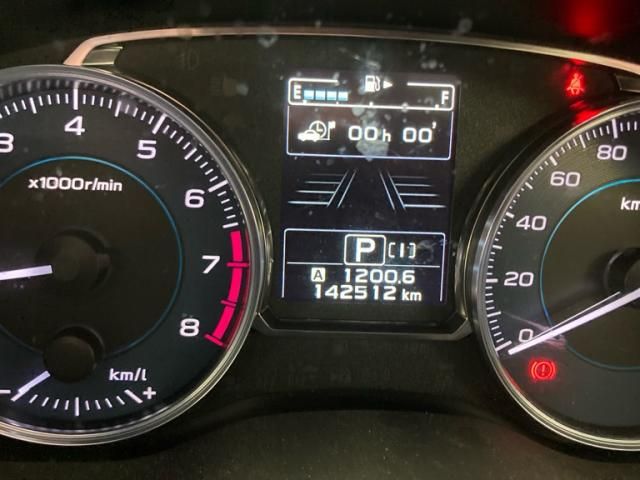 3 4 5 6 7 8
x1000r/min
km/l
- +
E F
00h 00'
P [1]
A 1200.6
142512 km
0 20 40 60 80
km